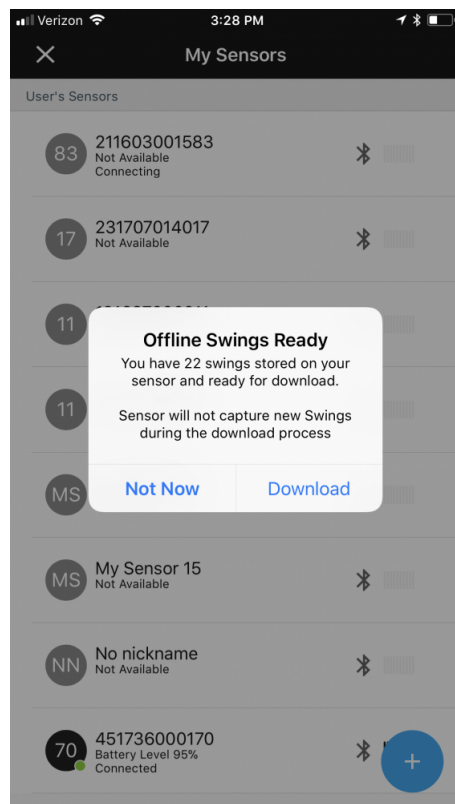 Verizon 3:28 PM
My Sensors
User's Sensors
83 211603001583
Not Available
Connecting
17 231707014017
Not Available
11
Offline Swings Ready
You have 22 swings stored on your
sensor and ready for download.
11
Sensor will not capture new Swings
during the download process
MS
Not Now Download
MS My Sensor 15
Not Available
NN No nickname
Not Available
70 451736000170
Battery Level 95%
Connected
+